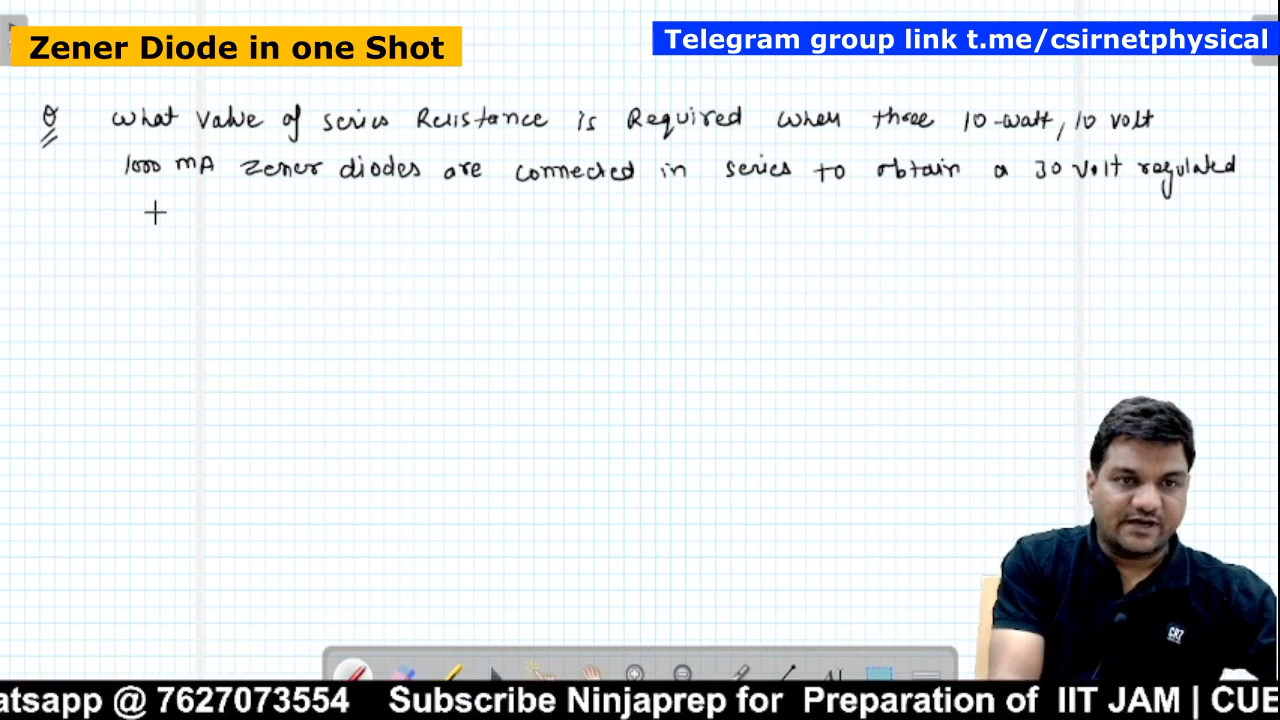 Zener Diode in one Shot
Telegram group link t.me/csirnetphysical
Q What value of series Resistance is Required when three 10-watt, 10 volt
1000 mA zener diodes are connected in series to obtain a 30 volt regulated
CR7
atsapp @ 7627073554 Subscribe Ninjaprep for Preparation of IIT JAM | CUE